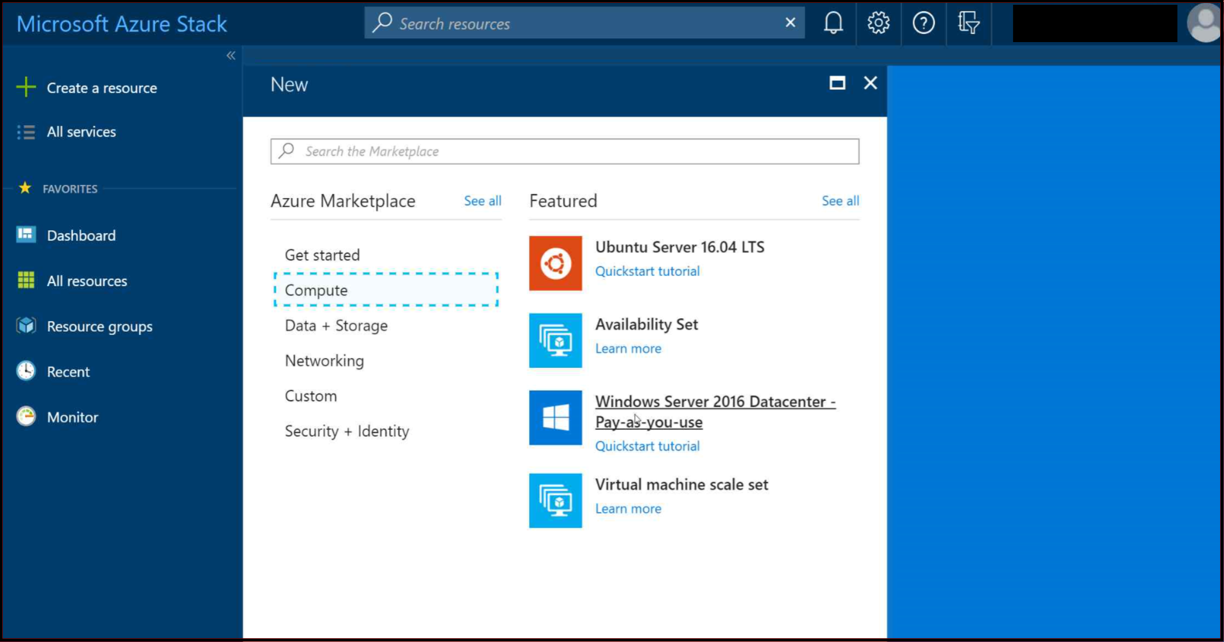 Microsoft Azure Stack
Search resources
Create a resource
All services
FAVORITES
Dashboard
All resources
Resource groups
Recent
Monitor
New
Search the Marketplace
Azure Marketplace
See all
Get started
Compute
Data + Storage
Networking
Custom
Security + Identity
Featured
See all
Ubuntu Server 16.04 LTS
Quickstart tutorial
Availability Set
Learn more
Windows Server 2016 Datacenter -
Pay-as-you-use
Quickstart tutorial
Virtual machine scale set
Learn more